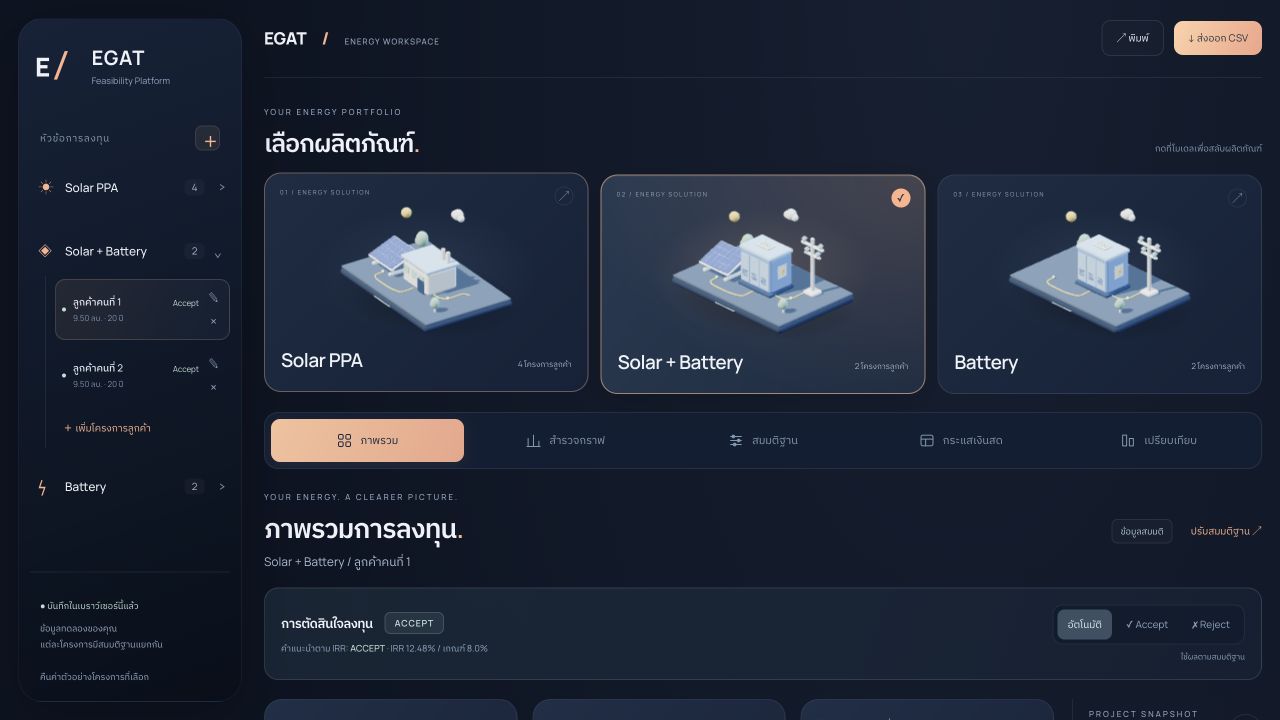 E/
EGAT
Feasibility Platform
หัวข้อการลงทุน
+
Solar PPA
4
>
Solar + Battery
2
ลูกค้าคนที่ 1
Accept
9.50 ลบ. · 20 ปี
×
ลูกค้าคนที่ 2
Accept
9.50 ลบ. · 20 ปี
×
+ เพิ่มโครงการลูกค้า
Battery
2
>
● บันทึกในเบราว์เซอร์นี้แล้ว
ข้อมูลทดลองของคุณ
แต่ละโครงการมีสมมติฐานแยกกัน
คืนค่าตัวอย่างโครงการที่เลือก
EGAT / ENERGY WORKSPACE
↗ พิมพ์
↓ ส่งออก CSV
YOUR ENERGY PORTFOLIO
เลือกผลิตภัณฑ์.
กดที่โมเดลเพื่อสลับผลิตภัณฑ์
01 / ENERGY SOLUTION
↗
Solar PPA
4 โครงการลูกค้า
02 / ENERGY SOLUTION
✓
Solar + Battery
2 โครงการลูกค้า
03 / ENERGY SOLUTION
↗
Battery
2 โครงการลูกค้า
ภาพรวม
สำรวจกราฟ
สมมติฐาน
กระแสเงินสด
เปรียบเทียบ
YOUR ENERGY. A CLEARER PICTURE.
ภาพรวมการลงทุน.
Solar + Battery / ลูกค้าคนที่ 1
ข้อมูลสมมติ
ปรับสมมติฐาน ↗
การตัดสินใจลงทุน
ACCEPT
คำแนะนำตาม IRR: ACCEPT · IRR 12.48% / เกณฑ์ 8.0%
อัตโนมัติ
✓ Accept
✗ Reject
ใช้ผลตามสมมติฐาน
PROJECT SNAPSHOT